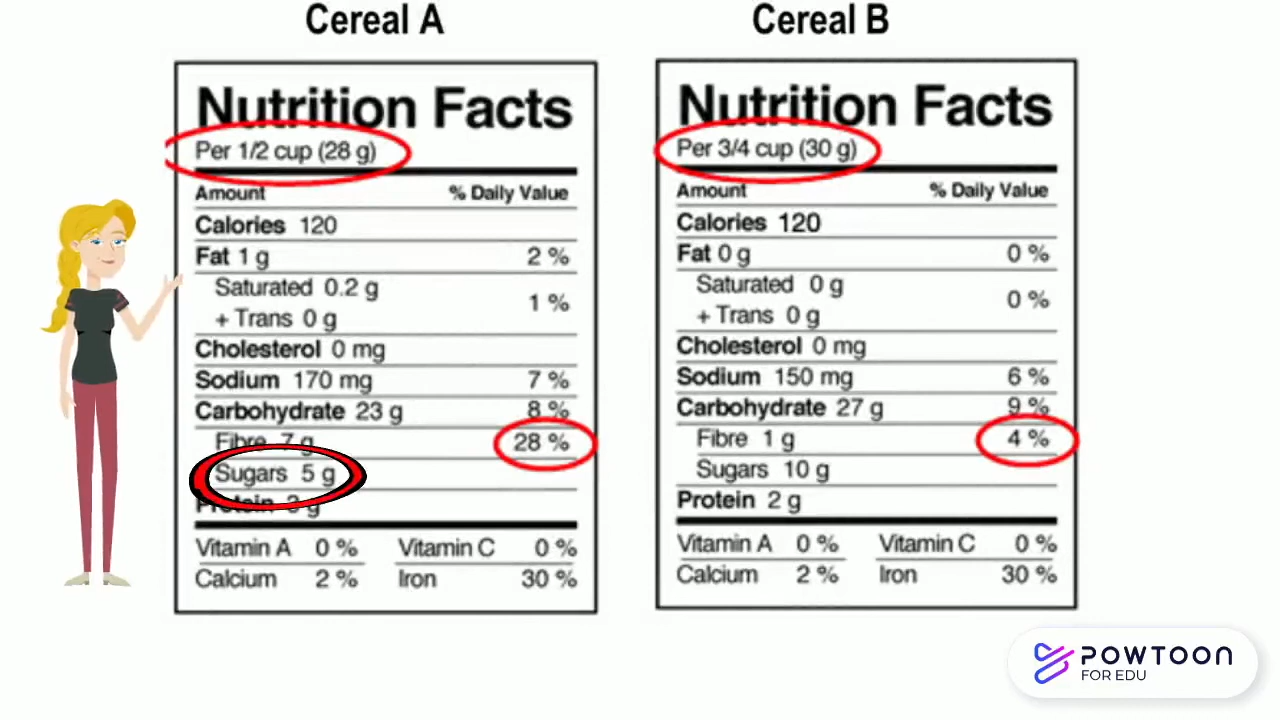 Cereal A
Nutrition Facts
Per 1/2 cup (28 g)
Amount % Daily Value
Calories 120
Fat 1 g 2 %
Saturated 0.2 g
+ Trans 0 g 1 %
Cholesterol 0 mg
Sodium 170 mg 7 %
Carbohydrate 23 g 8 %
Fibre 7 g 28 %
Sugars 5 g
Protein 3 g
Vitamin A 0 % Vitamin C 0 %
Calcium 2 % Iron 30 %
Cereal B
Nutrition Facts
Per 3/4 cup (30 g)
Amount % Daily Value
Calories 120
Fat 0 g 0 %
Saturated 0 g
+ Trans 0 g 0 %
Cholesterol 0 mg
Sodium 150 mg 6 %
Carbohydrate 27 g 9 %
Fibre 1 g 4 %
Sugars 10 g
Protein 2 g
Vitamin A 0 % Vitamin C 0 %
Calcium 2 % Iron 30 %
POWTOON
FOR EDU